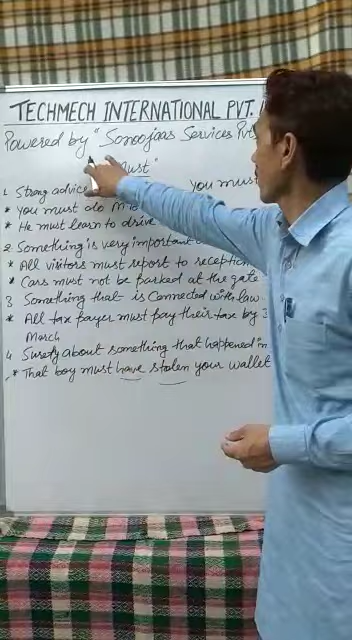 TECHMECH INTERNATIONAL PVT.
Powered by "Sonoojaas Services Pvt
Must"
1. Strong advice you must
* You must do
* He must learn to drive
2. Something is very important
* All visitors must report to reception
* Cars must not be parked at the gate
3 Something that is Connected with law
* All tax payer must pay their tax by 3
March
4 Surety about something that happened in
* That boy must have stolen your wallet